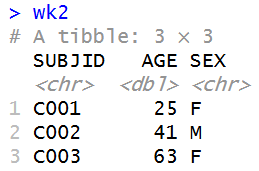 > wk2
# A tibble: 3 × 3
SUBJID AGE SEX
<chr> <dbl> <chr>
1 C001 25 F
2 C002 41 M
3 C003 63 F